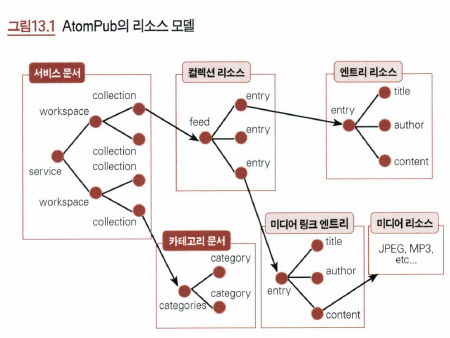 그림13.1 AtomPub의 리소스 모델
서비스 문서
collection
workspace
collection
collection
service
workspace
collection
컬렉션 리소스
entry
feed
entry
entry
엔트리 리소스
title
entry
author
content
카테고리 문서
category
category
categories
미디어 링크 엔트리
title
author
entry
content
미디어 리소스
JPEG, MP3,
etc...